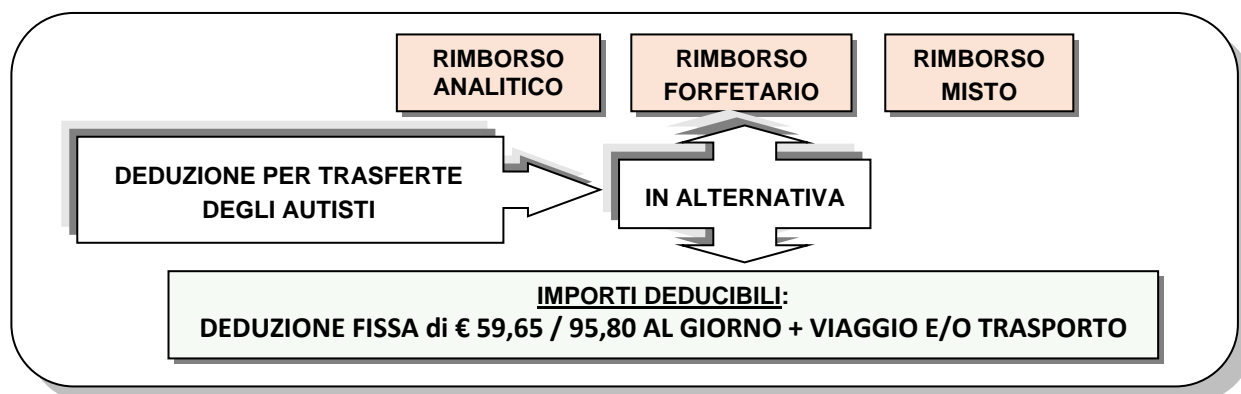 RIMBORSO
ANALITICO
RIMBORSO
FORFETARIO
RIMBORSO
MISTO
DEDUZIONE PER TRASFERTE
DEGLI AUTISTI
IN ALTERNATIVA
IMPORTI DEDUCIBILI:
DEDUZIONE FISSA di € 59,65 / 95,80 AL GIORNO + VIAGGIO E/O TRASPORTO